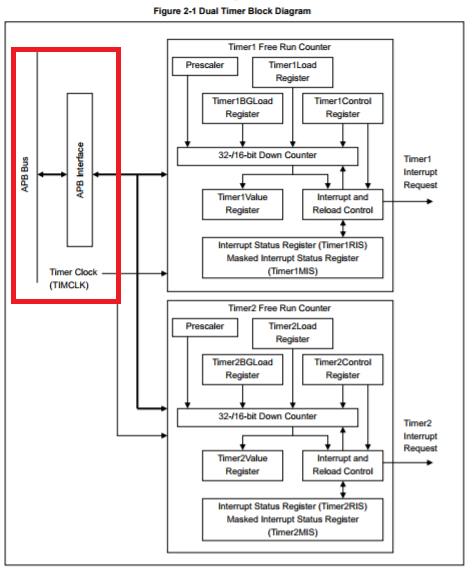 Figure 2-1 Dual Timer Block Diagram
APB Bus
APB Interface
Timer Clock
(TIMCLK)
Timer1 Free Run Counter
Prescaler
Timer1Load
Register
Timer1BGLoad
Register
Timer1Control
Register
32-/16-bit Down Counter
Timer1Value
Register
Interrupt and
Reload Control
Interrupt Status Register (Timer1RIS)
Masked Interrupt Status Register
(Timer1MIS)
Timer1
Interrupt
Request
Timer2 Free Run Counter
Prescaler
Timer2Load
Register
Timer2BGLoad
Register
Timer2Control
Register
32-/16-bit Down Counter
Timer2Value
Register
Interrupt and
Reload Control
Interrupt Status Register (Timer2RIS)
Masked Interrupt Status Register
(Timer2MIS)
Timer2
Interrupt
Request